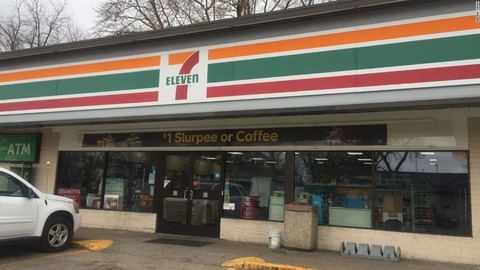 7
ELEVEn
ATM
$1 Slurpee or Coffee